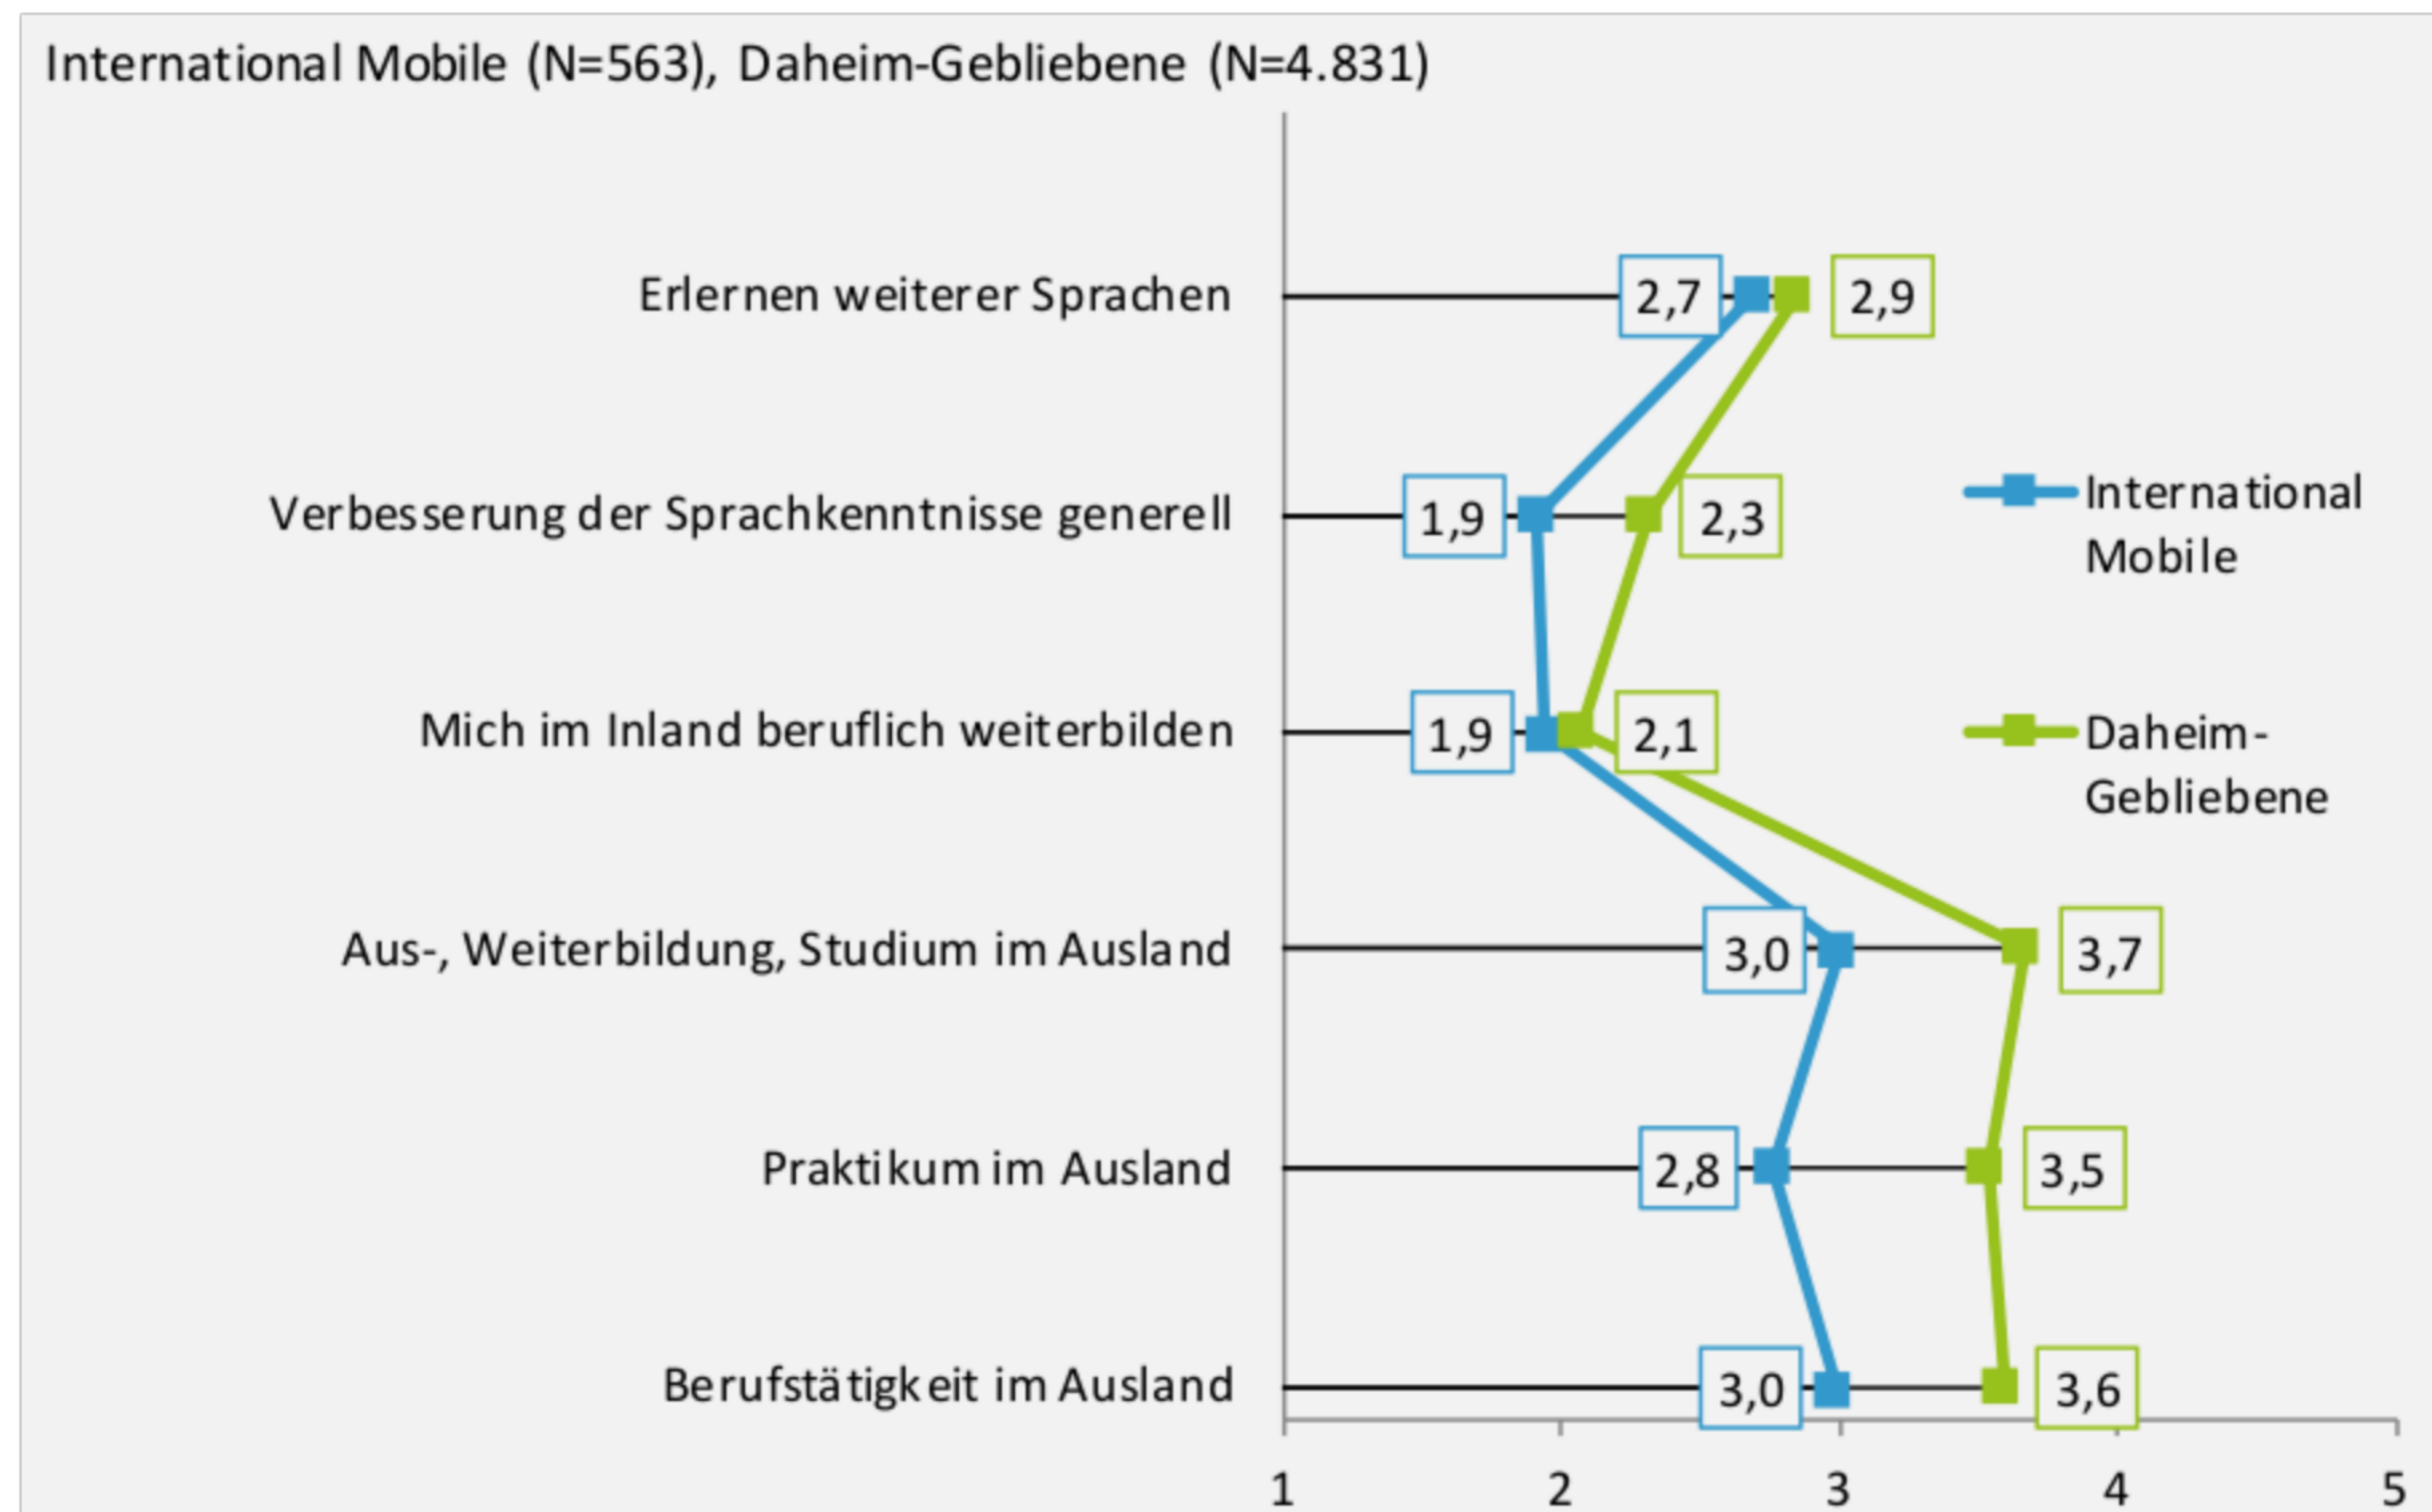 International Mobile (N=563), Daheim-Gebliebene (N=4.831)
Erlernen weiterer Sprachen
2,7
2,9
Verbesserung der Sprachkenntnisse generell
1,9
2,3
International
Mobile
Mich im Inland beruflich weiterbilden
1,9
2,1
Daheim-
Gebliebene
Aus-, Weiterbildung, Studium im Ausland
3,0
3,7
Praktikum im Ausland
2,8
3,5
Berufstätigkeit im Ausland
3,0
3,6
1 2 3 4 5